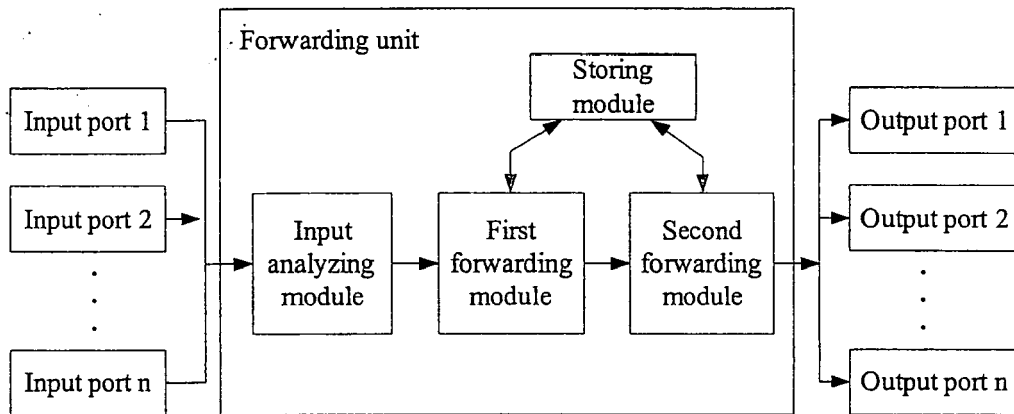 Forwarding unit
Storing
module
Input port 1
Input port 2
Input port n
Input
analyzing
module
First
forwarding
module
Second
forwarding
module
Output port 1
Output port 2
Output port n